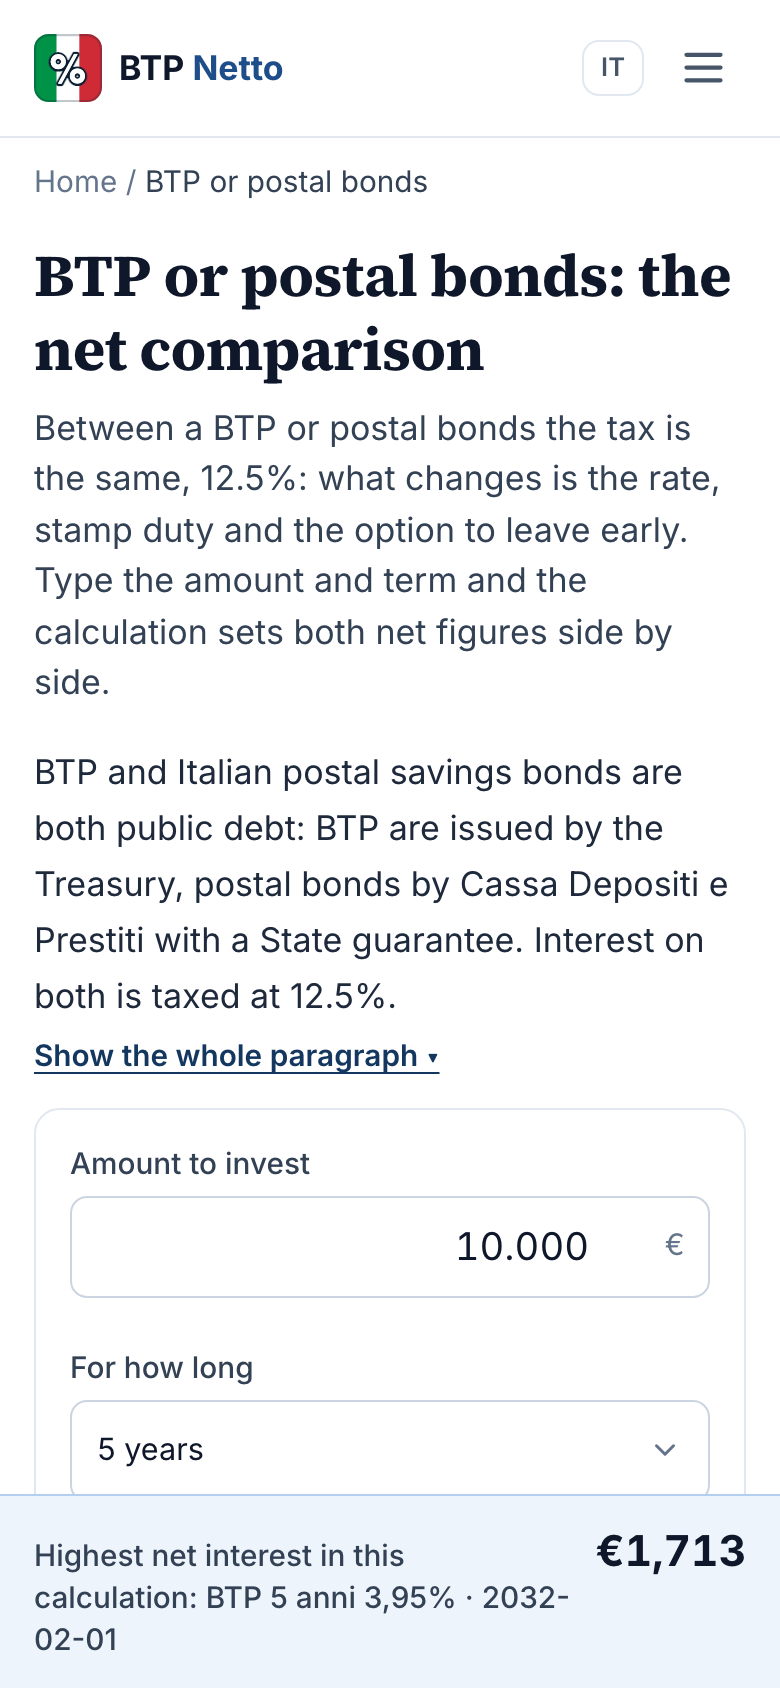 %
BTP Netto
IT
Home / BTP or postal bonds
BTP or postal bonds: the
net comparison
Between a BTP or postal bonds the tax is
the same, 12.5%: what changes is the rate,
stamp duty and the option to leave early.
Type the amount and term and the
calculation sets both net figures side by
side.
BTP and Italian postal savings bonds are
both public debt: BTP are issued by the
Treasury, postal bonds by Cassa Depositi e
Prestiti with a State guarantee. Interest on
both is taxed at 12.5%.
Show the whole paragraph ▾
Amount to invest
10.000 €
For how long
5 years
Highest net interest in this
calculation: BTP 5 anni 3,95% · 2032-
02-01
€1,713